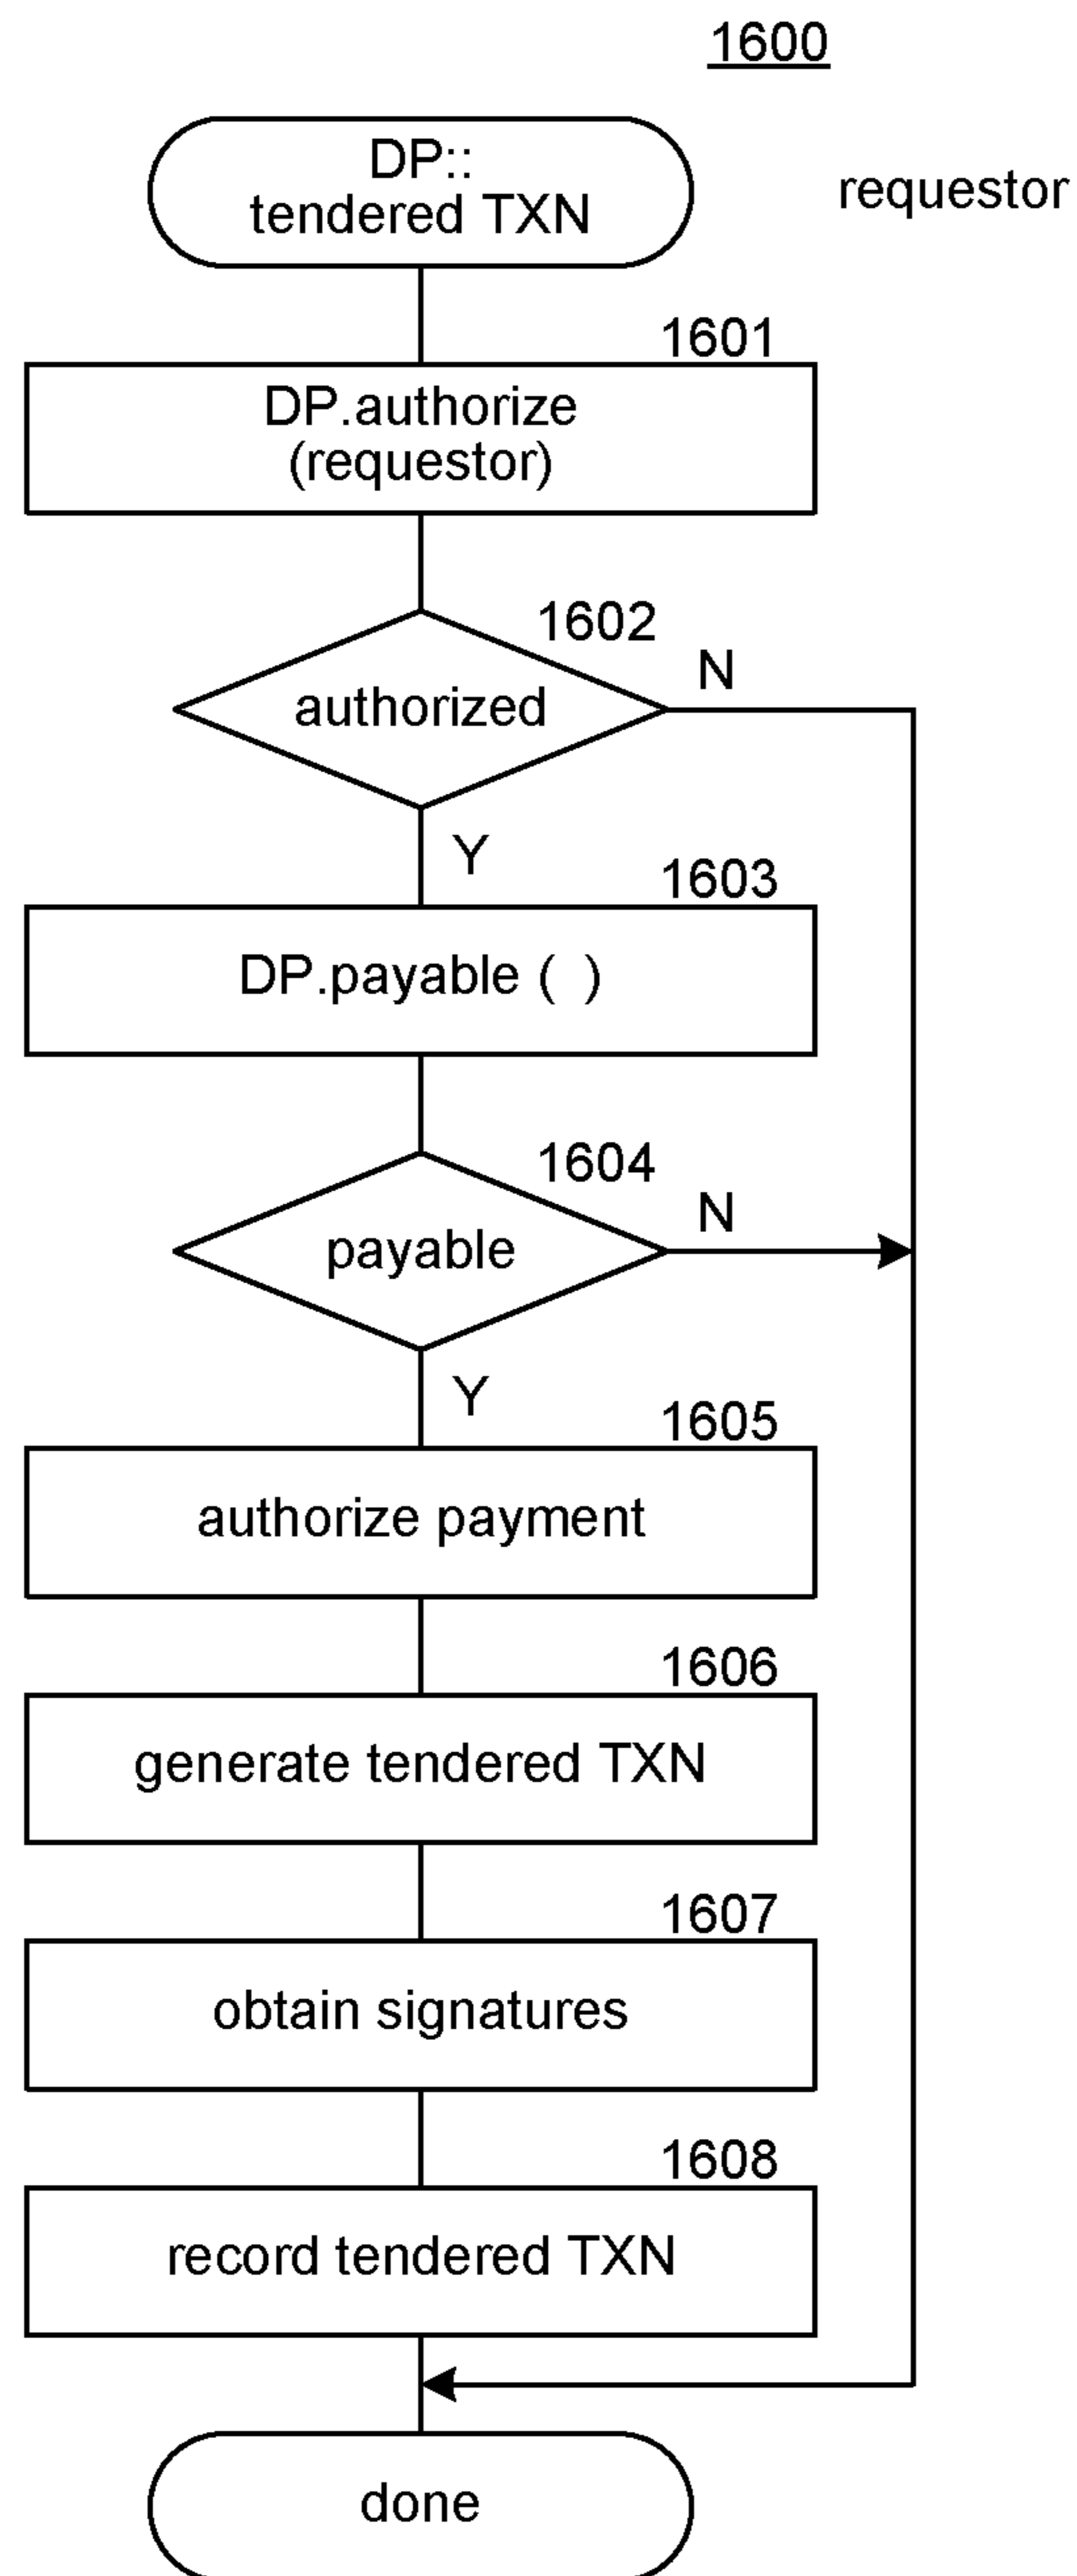 1600
DP::
tendered TXN
requestor
1601
DP.authorize
(requestor)
1602
authorized
N
Y
1603
DP.payable ( )
1604
payable
N
Y
1605
authorize payment
1606
generate tendered TXN
1607
obtain signatures
1608
record tendered TXN
done